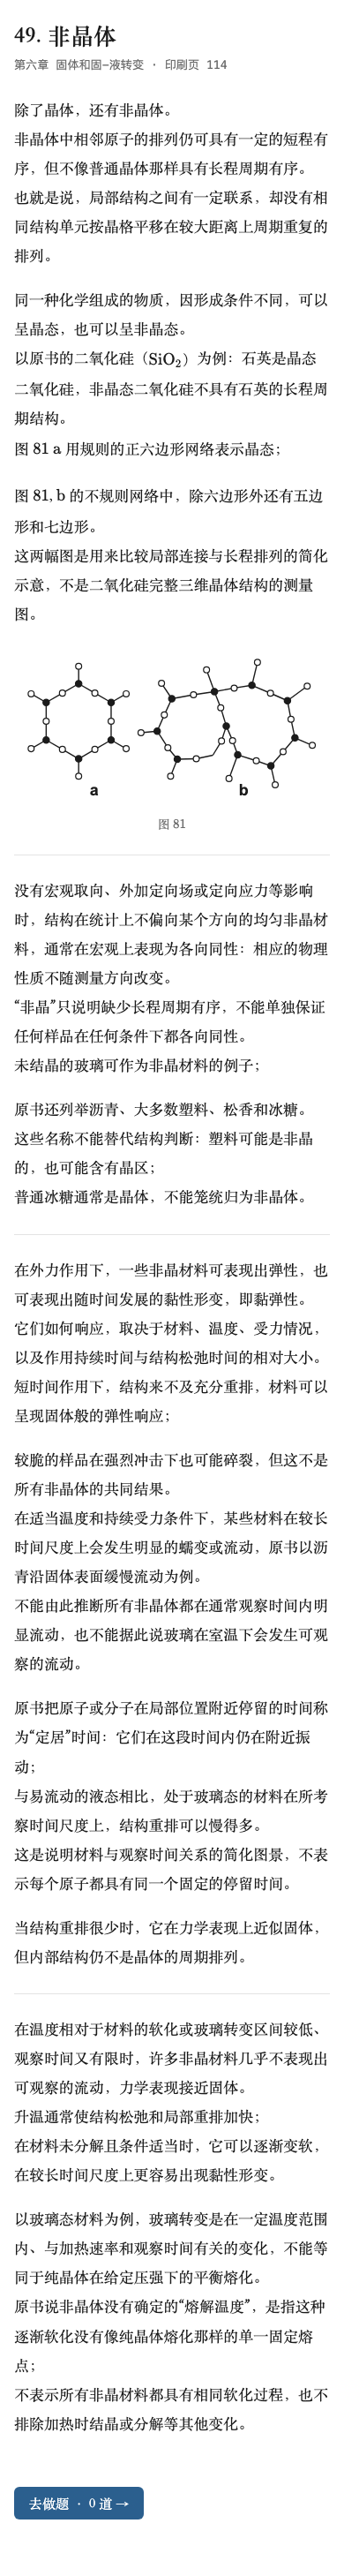 49. 非晶体
第六章 固体和固—液转变 · 印刷页 114
除了晶体，还有非晶体。
非晶体中相邻原子的排列仍可具有一定的短程有
序，但不像普通晶体那样具有长程周期有序。
也就是说，局部结构之间有一定联系，却没有相
同结构单元按晶格平移在较大距离上周期重复的
排列。
同一种化学组成的物质，因形成条件不同，可以
呈晶态，也可以呈非晶态。
以原书的二氧化硅（SiO₂）为例：石英是晶态
二氧化硅，非晶态二氧化硅不具有石英的长程周
期结构。
图 81 a 用规则的正六边形网络表示晶态；
图 81, b 的不规则网络中，除六边形外还有五边
形和七边形。
这两幅图是用来比较局部连接与长程排列的简化
示意，不是二氧化硅完整三维晶体结构的测量
图。
a b
图 81
没有宏观取向、外加定向场或定向应力等影响
时，结构在统计上不偏向某个方向的均匀非晶材
料，通常在宏观上表现为各向同性：相应的物理
性质不随测量方向改变。
“非晶”只说明缺少长程周期有序，不能单独保证
任何样品在任何条件下都各向同性。
未结晶的玻璃可作为非晶材料的例子；
原书还列举沥青、大多数塑料、松香和冰糖。
这些名称不能替代结构判断：塑料可能是非晶
的，也可能含有晶区；
普通冰糖通常是晶体，不能笼统归为非晶体。
在外力作用下，一些非晶材料可表现出弹性，也
可表现出随时间发展的黏性形变，即黏弹性。
它们如何响应，取决于材料、温度、受力情况，
以及作用持续时间与结构松弛时间的相对大小。
短时间作用下，结构来不及充分重排，材料可以
呈现固体般的弹性响应；
较脆的样品在强烈冲击下也可能碎裂，但这不是
所有非晶体的共同结果。
在适当温度和持续受力条件下，某些材料在较长
时间尺度上会发生明显的蠕变或流动，原书以沥
青沿固体表面缓慢流动为例。
不能由此推断所有非晶体都在通常观察时间内明
显流动，也不能据此说玻璃在室温下会发生可观
察的流动。
原书把原子或分子在局部位置附近停留的时间称
为“定居”时间：它们在这段时间内仍在附近振
动；
与易流动的液态相比，处于玻璃态的材料在所考
察时间尺度上，结构重排可以慢得多。
这是说明材料与观察时间关系的简化图景，不表
示每个原子都具有同一个固定的停留时间。
当结构重排很少时，它在力学表现上近似固体，
但内部结构仍不是晶体的周期排列。
在温度相对于材料的软化或玻璃转变区间较低、
观察时间又有限时，许多非晶材料几乎不表现出
可观察的流动，力学表现接近固体。
升温通常使结构松弛和局部重排加快；
在材料未分解且条件适当时，它可以逐渐变软，
在较长时间尺度上更容易出现黏性形变。
以玻璃态材料为例，玻璃转变是在一定温度范围
内、与加热速率和观察时间有关的变化，不能等
同于纯晶体在给定压强下的平衡熔化。
原书说非晶体没有确定的“熔解温度”，是指这种
逐渐软化没有像纯晶体熔化那样的单一固定熔
点；
不表示所有非晶材料都具有相同软化过程，也不
排除加热时结晶或分解等其他变化。
去做题 · 0 道 →